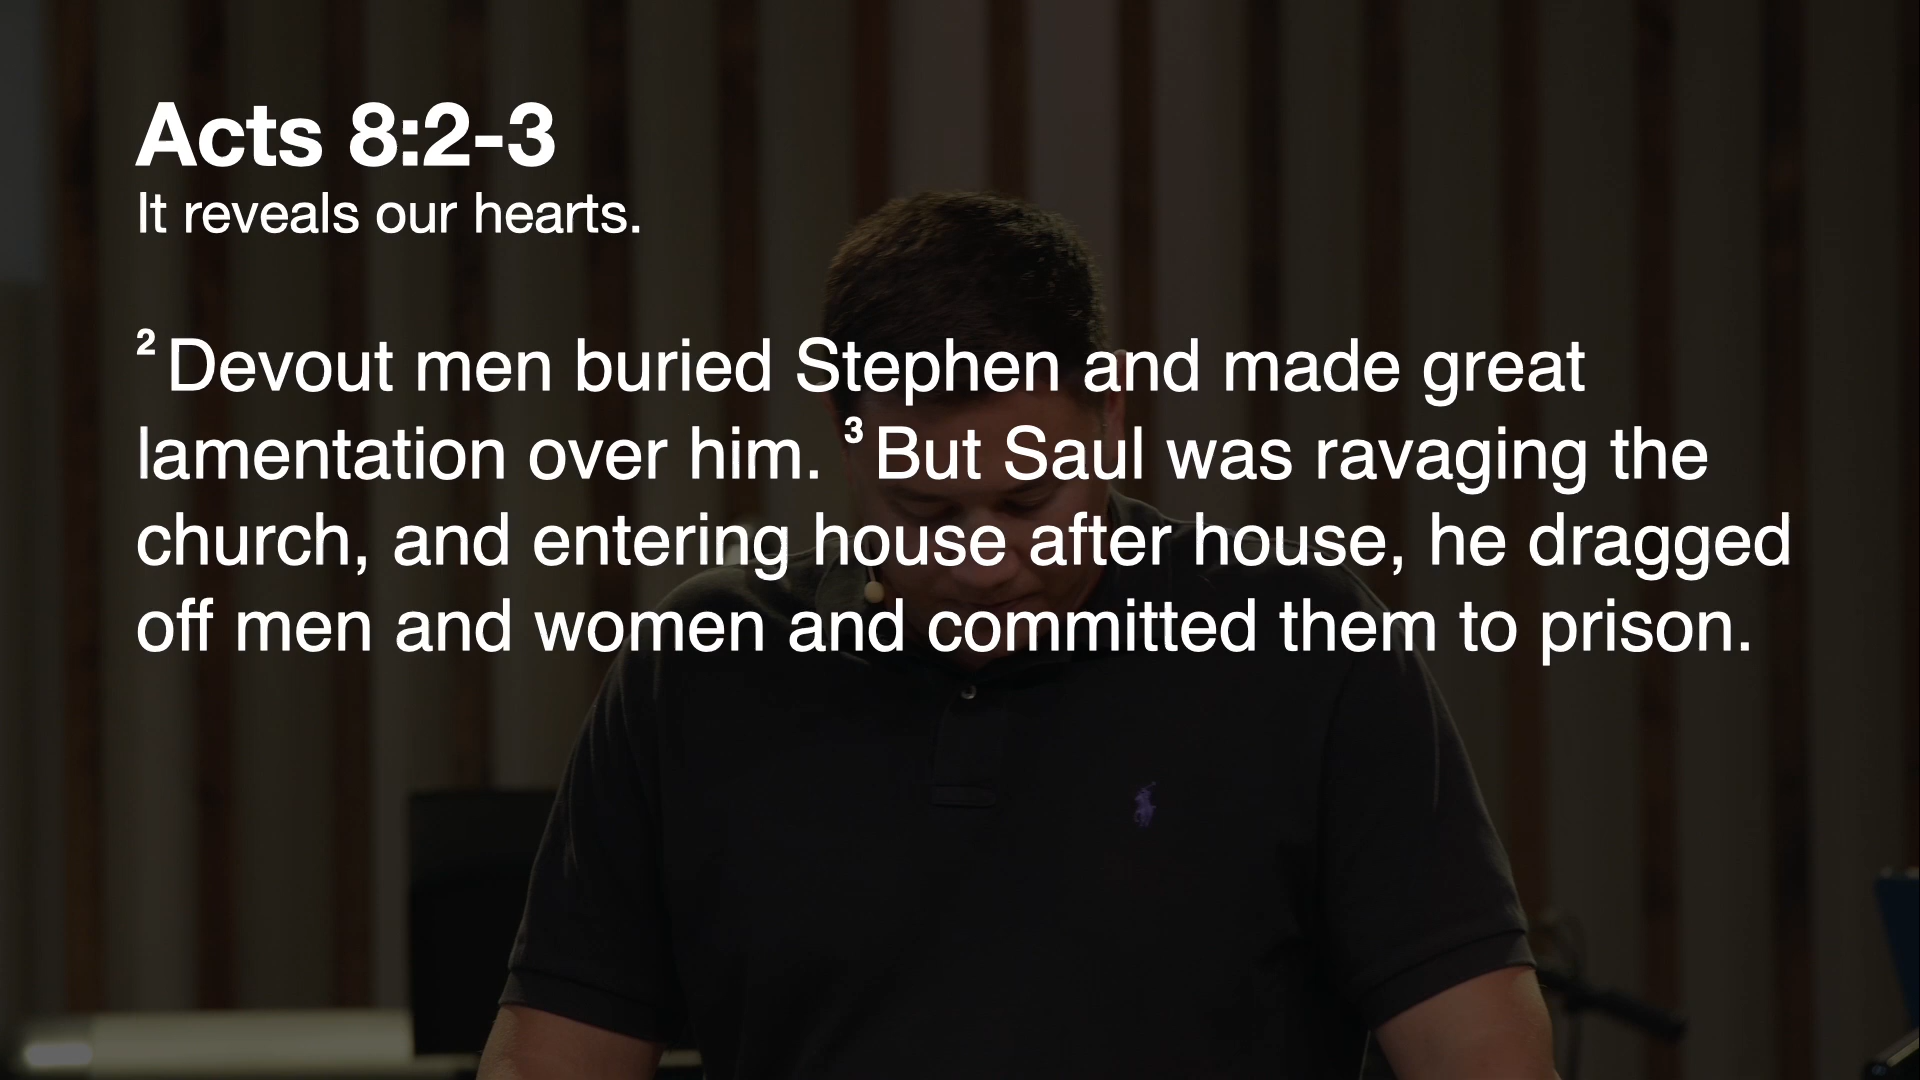 Acts 8:2-3
It reveals our hearts.
2 Devout men buried Stephen and made great
lamentation over him. 3 But Saul was ravaging the
church, and entering house after house, he dragged
off men and women and committed them to prison.